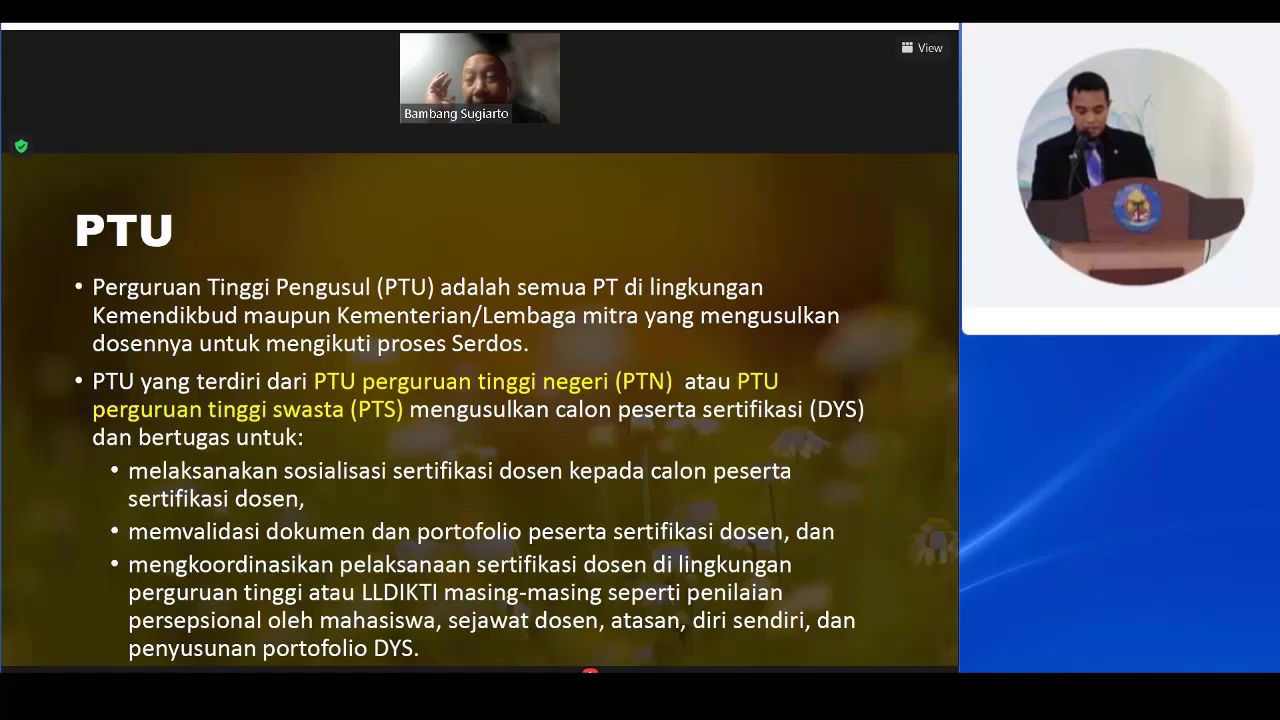 View
Bambang Sugiarto
PTU
• Perguruan Tinggi Pengusul (PTU) adalah semua PT di lingkungan
Kemendikbud maupun Kementerian/Lembaga mitra yang mengusulkan
dosennya untuk mengikuti proses Serdos.
• PTU yang terdiri dari PTU perguruan tinggi negeri (PTN) atau PTU
perguruan tinggi swasta (PTS) mengusulkan calon peserta sertifikasi (DYS)
dan bertugas untuk:
• melaksanakan sosialisasi sertifikasi dosen kepada calon peserta
sertifikasi dosen,
• memvalidasi dokumen dan portofolio peserta sertifikasi dosen, dan
• mengkoordinasikan pelaksanaan sertifikasi dosen di lingkungan
perguruan tinggi atau LLDIKTI masing-masing seperti penilaian
persepsional oleh mahasiswa, sejawat dosen, atasan, diri sendiri, dan
penyusunan portofolio DYS.